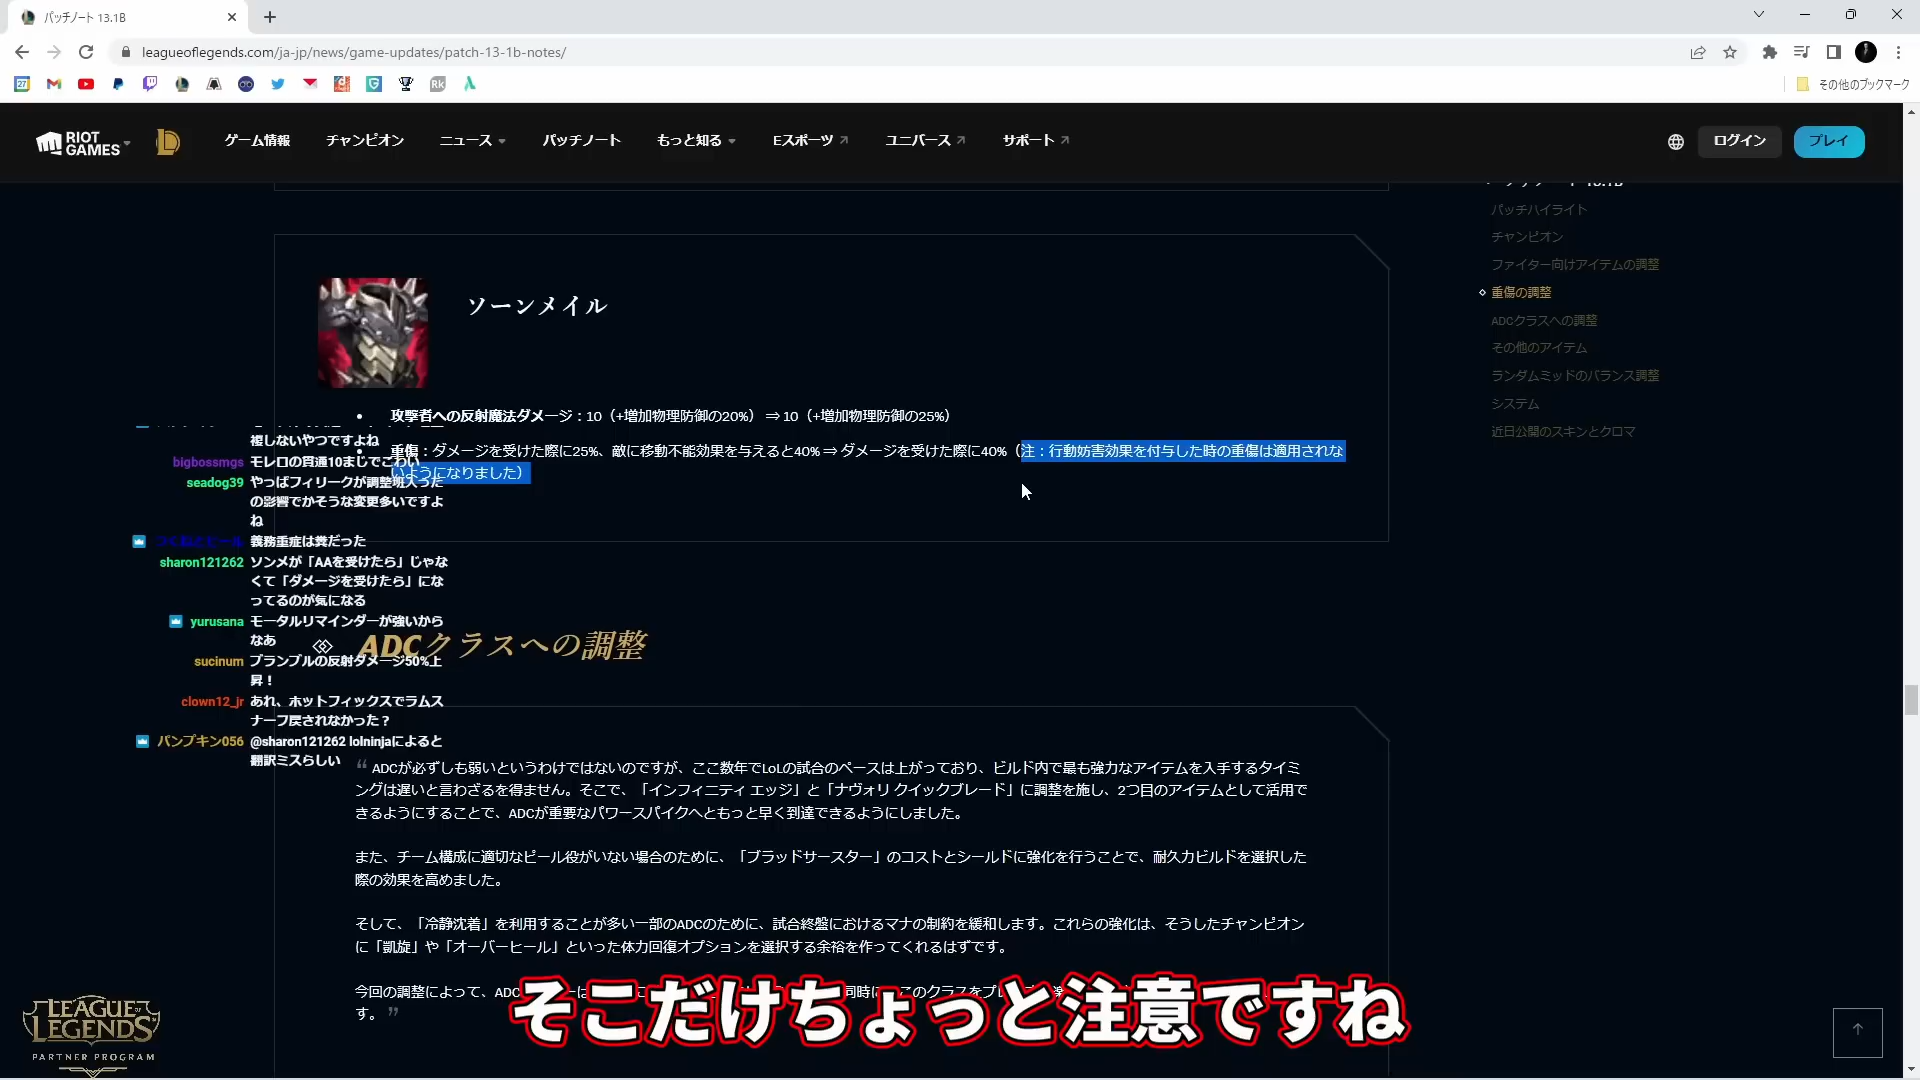 パッチノート 13.1B
leagueoflegends.com/ja-jp/news/game-updates/patch-13-1b-notes/
27
Rk
その他のブックマーク
RIOT
GAMES
ゲーム情報
チャンピオン
ニュース
パッチノート
もっと知る
Eスポーツ
ユニバース
サポート
ログイン
プレイ
パッチハイライト
チャンピオン
ファイター向けアイテムの調整
重傷の調整
ADCクラスへの調整
その他のアイテム
ランダムミッドのバランス調整
システム
近日公開のスキンとクロマ
ソーンメイル
攻撃者への反射魔法ダメージ：10（+増加物理防御の20%） ⇒ 10（+増加物理防御の25%）
重傷：ダメージを受けた際に25%、敵に移動不能効果を与えると40% ⇒ ダメージを受けた際に40%（注：行動妨害効果を付与した時の重傷は適用されな
いようになりました）
複しないやつですよね
bigbossmgs モレロの貫通10まじでこわい
seadog39 やっぱフィリークが調整班入った
の影響でかそうな変更多いですよ
ね
義務重症は糞だった
sharon121262 ソンメが「AAを受けたら」じゃな
くて「ダメージを受けたら」にな
ってるのが気になる
yurusana モータルリマインダーが強いから
なあ
sucinum ブランブルの反射ダメージ50%上
昇！
clown12_jr あれ、ホットフィックスでラムス
ナーフ戻されなかった？
パンプキン056 @sharon121262 lolninjaによると
翻訳ミスらしい
ADCクラスへの調整
“ ADCが必ずしも弱いというわけではないのですが、ここ数年でLoLの試合のペースは上がっており、ビルド内で最も強力なアイテムを入手するタイミ
ングは遅いと言わざるを得ません。そこで、「インフィニティ エッジ」と「ナヴォリ クイックブレード」に調整を施し、2つ目のアイテムとして活用で
きるようにすることで、ADCが重要なパワースパイクへともっと早く到達できるようにしました。
また、チーム構成に適切なピール役がいない場合のために、「ブラッドサースター」のコストとシールドに強化を行うことで、耐久力ビルドを選択した
際の効果を高めました。
そして、「冷静沈着」を利用することが多い一部のADCのために、試合終盤におけるマナの制約を緩和します。これらの強化は、そうしたチャンピオン
に「凱旋」や「オーバーヒール」といった体力回復オプションを選択する余裕を作ってくれるはずです。
今回の調整によって、ADC
す。 ”
そこだけちょっと注意ですね
LEAGUE
OF
LEGENDS
PARTNER PROGRAM